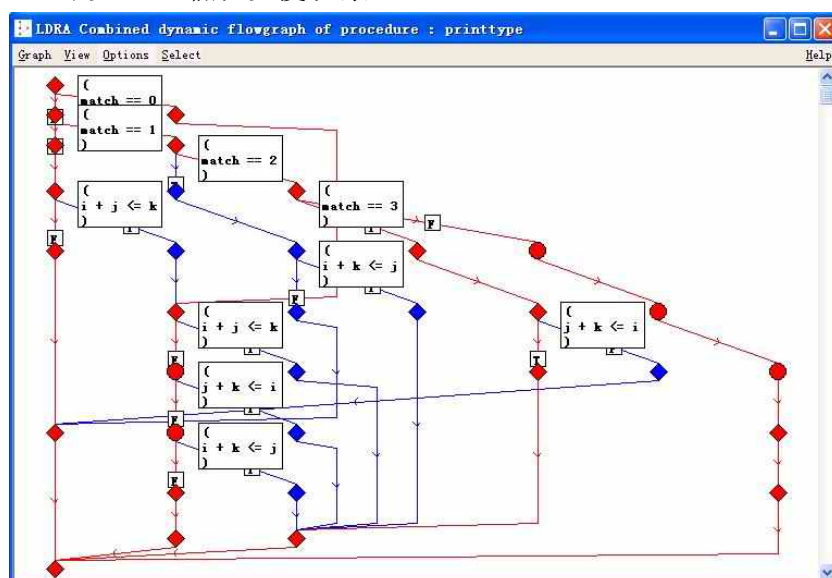 LDRA Combined dynamic flowgraph of procedure : printtype
Graph View Options Select Help
(
match == 0
(
match == 1
)
(
match == 2
)
T
(
i + j <= k
)
F
(
match == 3
)
F
(
i + k <= j
)
F
(
i + j <= k
)
(
j + k <= i
)
F
T
(
j + k <= i
)
F
(
i + k <= j
)
F